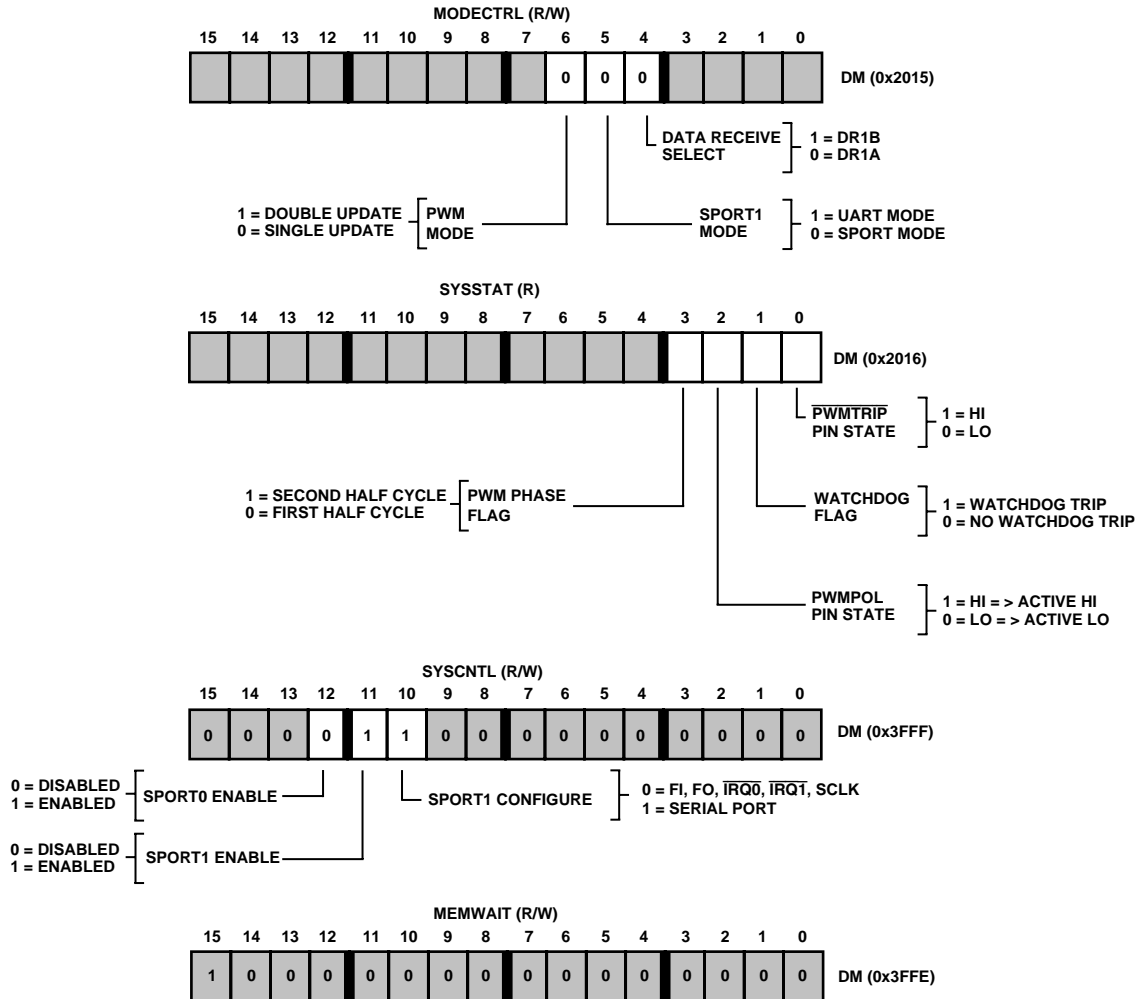 MODECTRL (R/W)
15 14 13 12 11 10 9 8 7 6 5 4 3 2 1 0
0 0 0
DM (0x2015)
DATA RECEIVE
SELECT
1 = DR1B
0 = DR1A
1 = DOUBLE UPDATE
0 = SINGLE UPDATE
PWM
MODE
SPORT1
MODE
1 = UART MODE
0 = SPORT MODE
SYSSTAT (R)
15 14 13 12 11 10 9 8 7 6 5 4 3 2 1 0
DM (0x2016)
PWMTRIP
PIN STATE
1 = HI
0 = LO
1 = SECOND HALF CYCLE
0 = FIRST HALF CYCLE
PWM PHASE
FLAG
WATCHDOG
FLAG
1 = WATCHDOG TRIP
0 = NO WATCHDOG TRIP
PWMPOL
PIN STATE
1 = HI = > ACTIVE HI
0 = LO = > ACTIVE LO
SYSCNTL (R/W)
15 14 13 12 11 10 9 8 7 6 5 4 3 2 1 0
0 0 0 0 1 1 0 0 0 0 0 0 0 0 0 0
DM (0x3FFF)
0 = DISABLED
1 = ENABLED
SPORT0 ENABLE
SPORT1 CONFIGURE
0 = FI, FO, IRQ0, IRQ1, SCLK
1 = SERIAL PORT
0 = DISABLED
1 = ENABLED
SPORT1 ENABLE
MEMWAIT (R/W)
15 14 13 12 11 10 9 8 7 6 5 4 3 2 1 0
1 0 0 0 0 0 0 0 0 0 0 0 0 0 0 0
DM (0x3FFE)